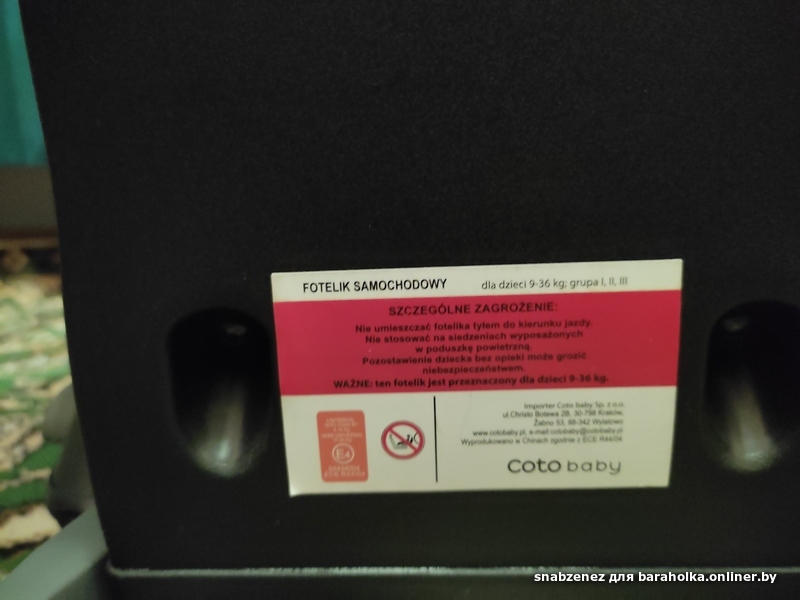 FOTELIK SAMOCHODOWY dla dzieci 9-36 kg; grupa I, II, III
SZCZEGÓLNE ZAGROŻENIE:
Nie umieszczać fotelika tyłem do kierunku jazdy.
Nie stosować na siedzeniach wyposażonych
w poduszkę powietrzną.
Pozostawienie dziecka bez opieki może grozić
niebezpieczeństwem.
WAŻNE: ten fotelik jest przeznaczony dla dzieci 9-36 kg.
E4
Importer Coto baby Sp. z o.o.
ul.Christo Botewa 2B, 30-798 Kraków,
Żabno 53, 88-342 Wylatowo
www.cotobaby.pl, e-mail cotobaby@cotobaby.pl
Wyprodukowano w Chinach zgodnie z ECE R44/04
coto baby
snabzenez для baraholka.onliner.by